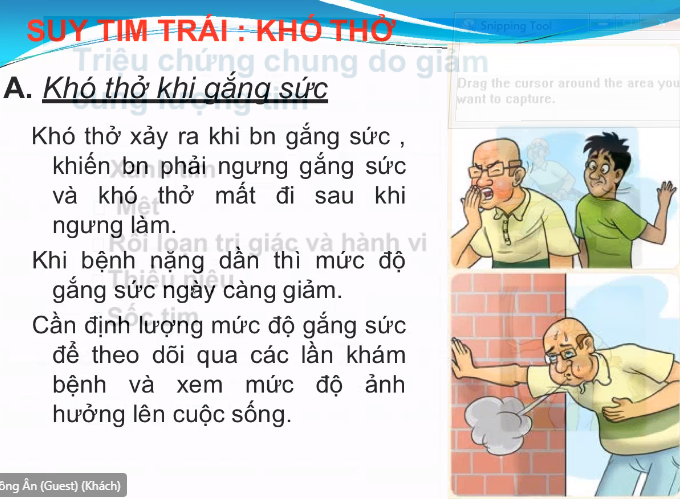 SUY TIM TRÁI : KHÓ THỞ
Snipping Tool
Triệu chứng chung do giảm
cung lượng tim
Drag the cursor around the area you
want to capture.
A. Khó thở khi gắng sức
Khó thở xảy ra khi bn gắng sức ,
khiến bn phải ngưng gắng sức
và khó thở mất đi sau khi
ngưng làm.
Mệt
Rối loạn tri giác và hành vi
Khi bệnh nặng dần thì mức độ
gắng sức ngày càng giảm.
Thiểu niệu
Sốc tim
Cần định lượng mức độ gắng sức
để theo dõi qua các lần khám
bệnh và xem mức độ ảnh
hưởng lên cuộc sống.
ông Ân (Guest) (Khách)